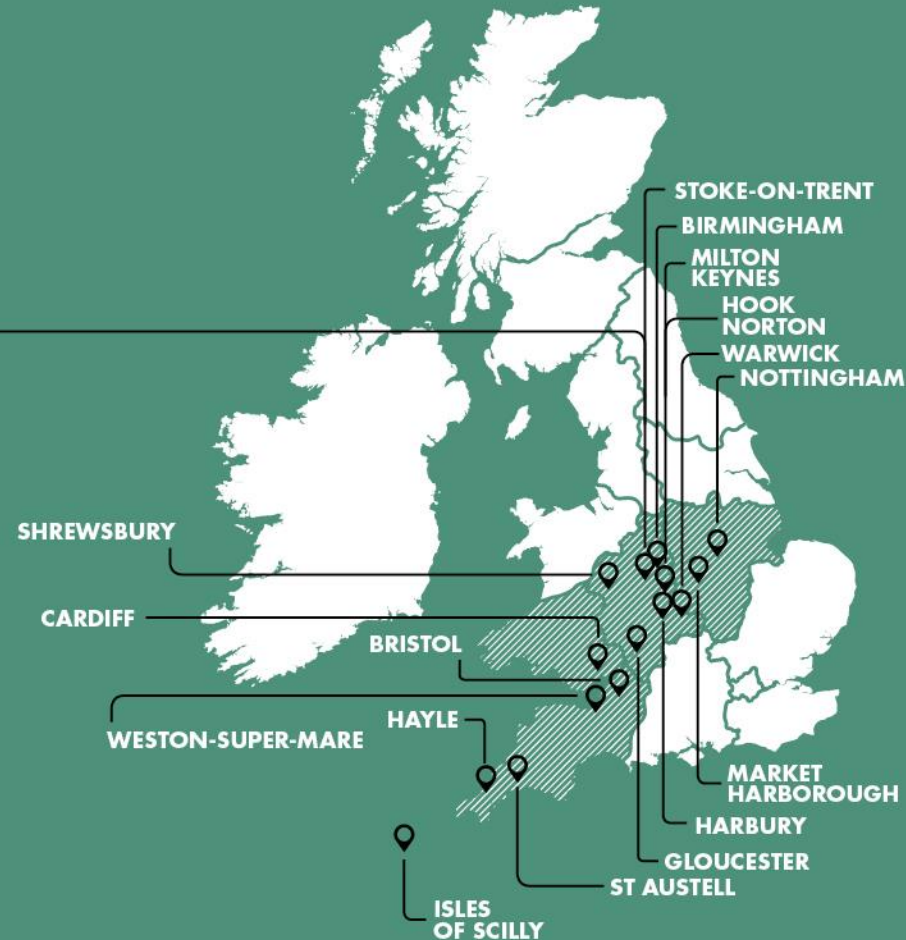 STOKE-ON-TRENT
BIRMINGHAM
MILTON
KEYNES
HOOK
NORTON
WARWICK
NOTTINGHAM
SHREWSBURY
CARDIFF
BRISTOL
WESTON-SUPER-MARE
HAYLE
MARKET
HARBOROUGH
HARBURY
GLOUCESTER
ST AUSTELL
ISLES
OF SCILLY